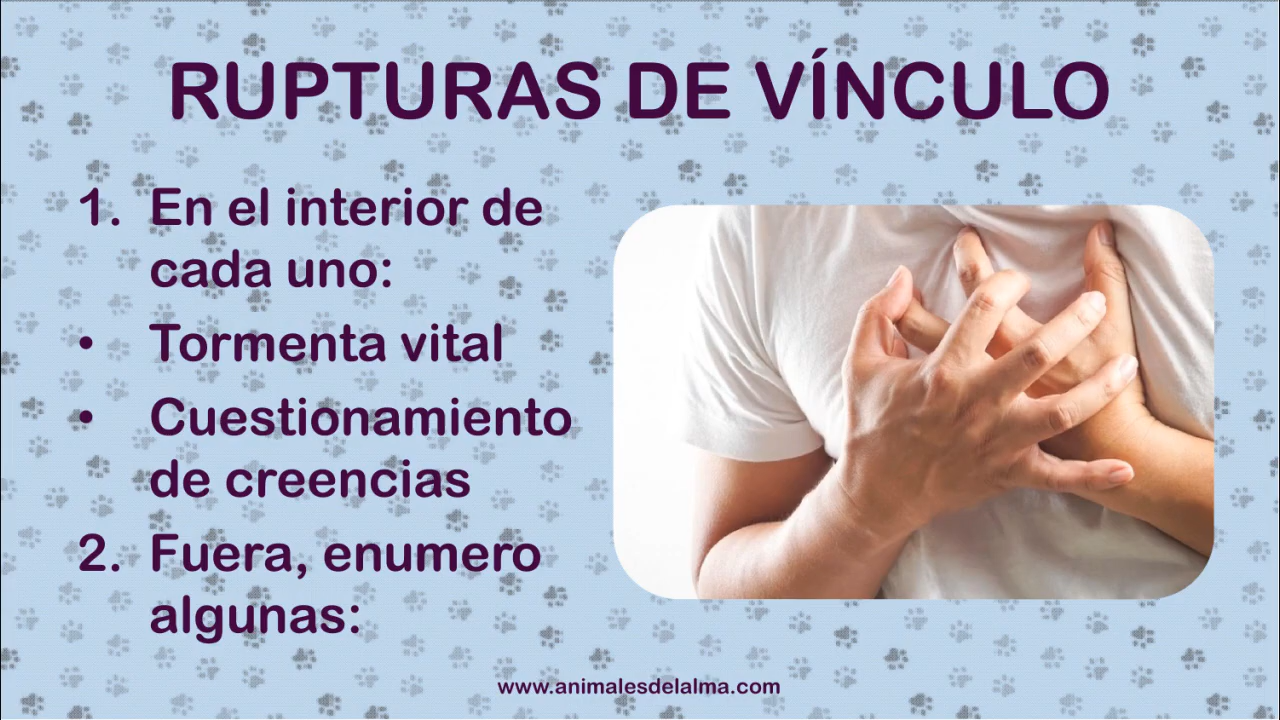 RUPTURAS DE VÍNCULO
1. En el interior de
cada uno:
• Tormenta vital
• Cuestionamiento
de creencias
2. Fuera, enumero
algunas:
www.animalesdelalma.com